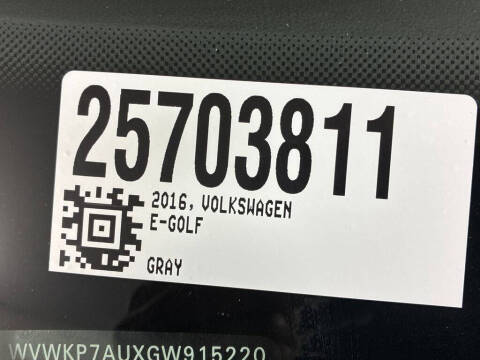 25703811
2016, VOLKSWAGEN
E-GOLF
GRAY
WVWKP7AUXGW915220